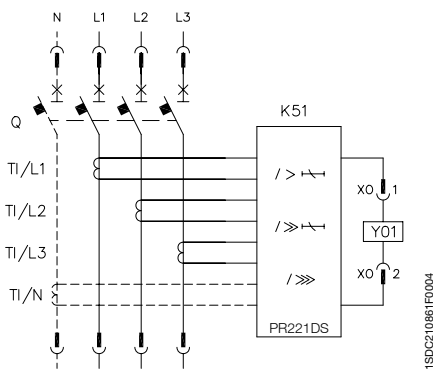 N L1 L2 L3
K51
Q
TI/L1
/>
X0 1
TI/L2
/≫
Y01
TI/L3
/⋙
X0 2
TI/N
PR221DS
1SDC210861F0004